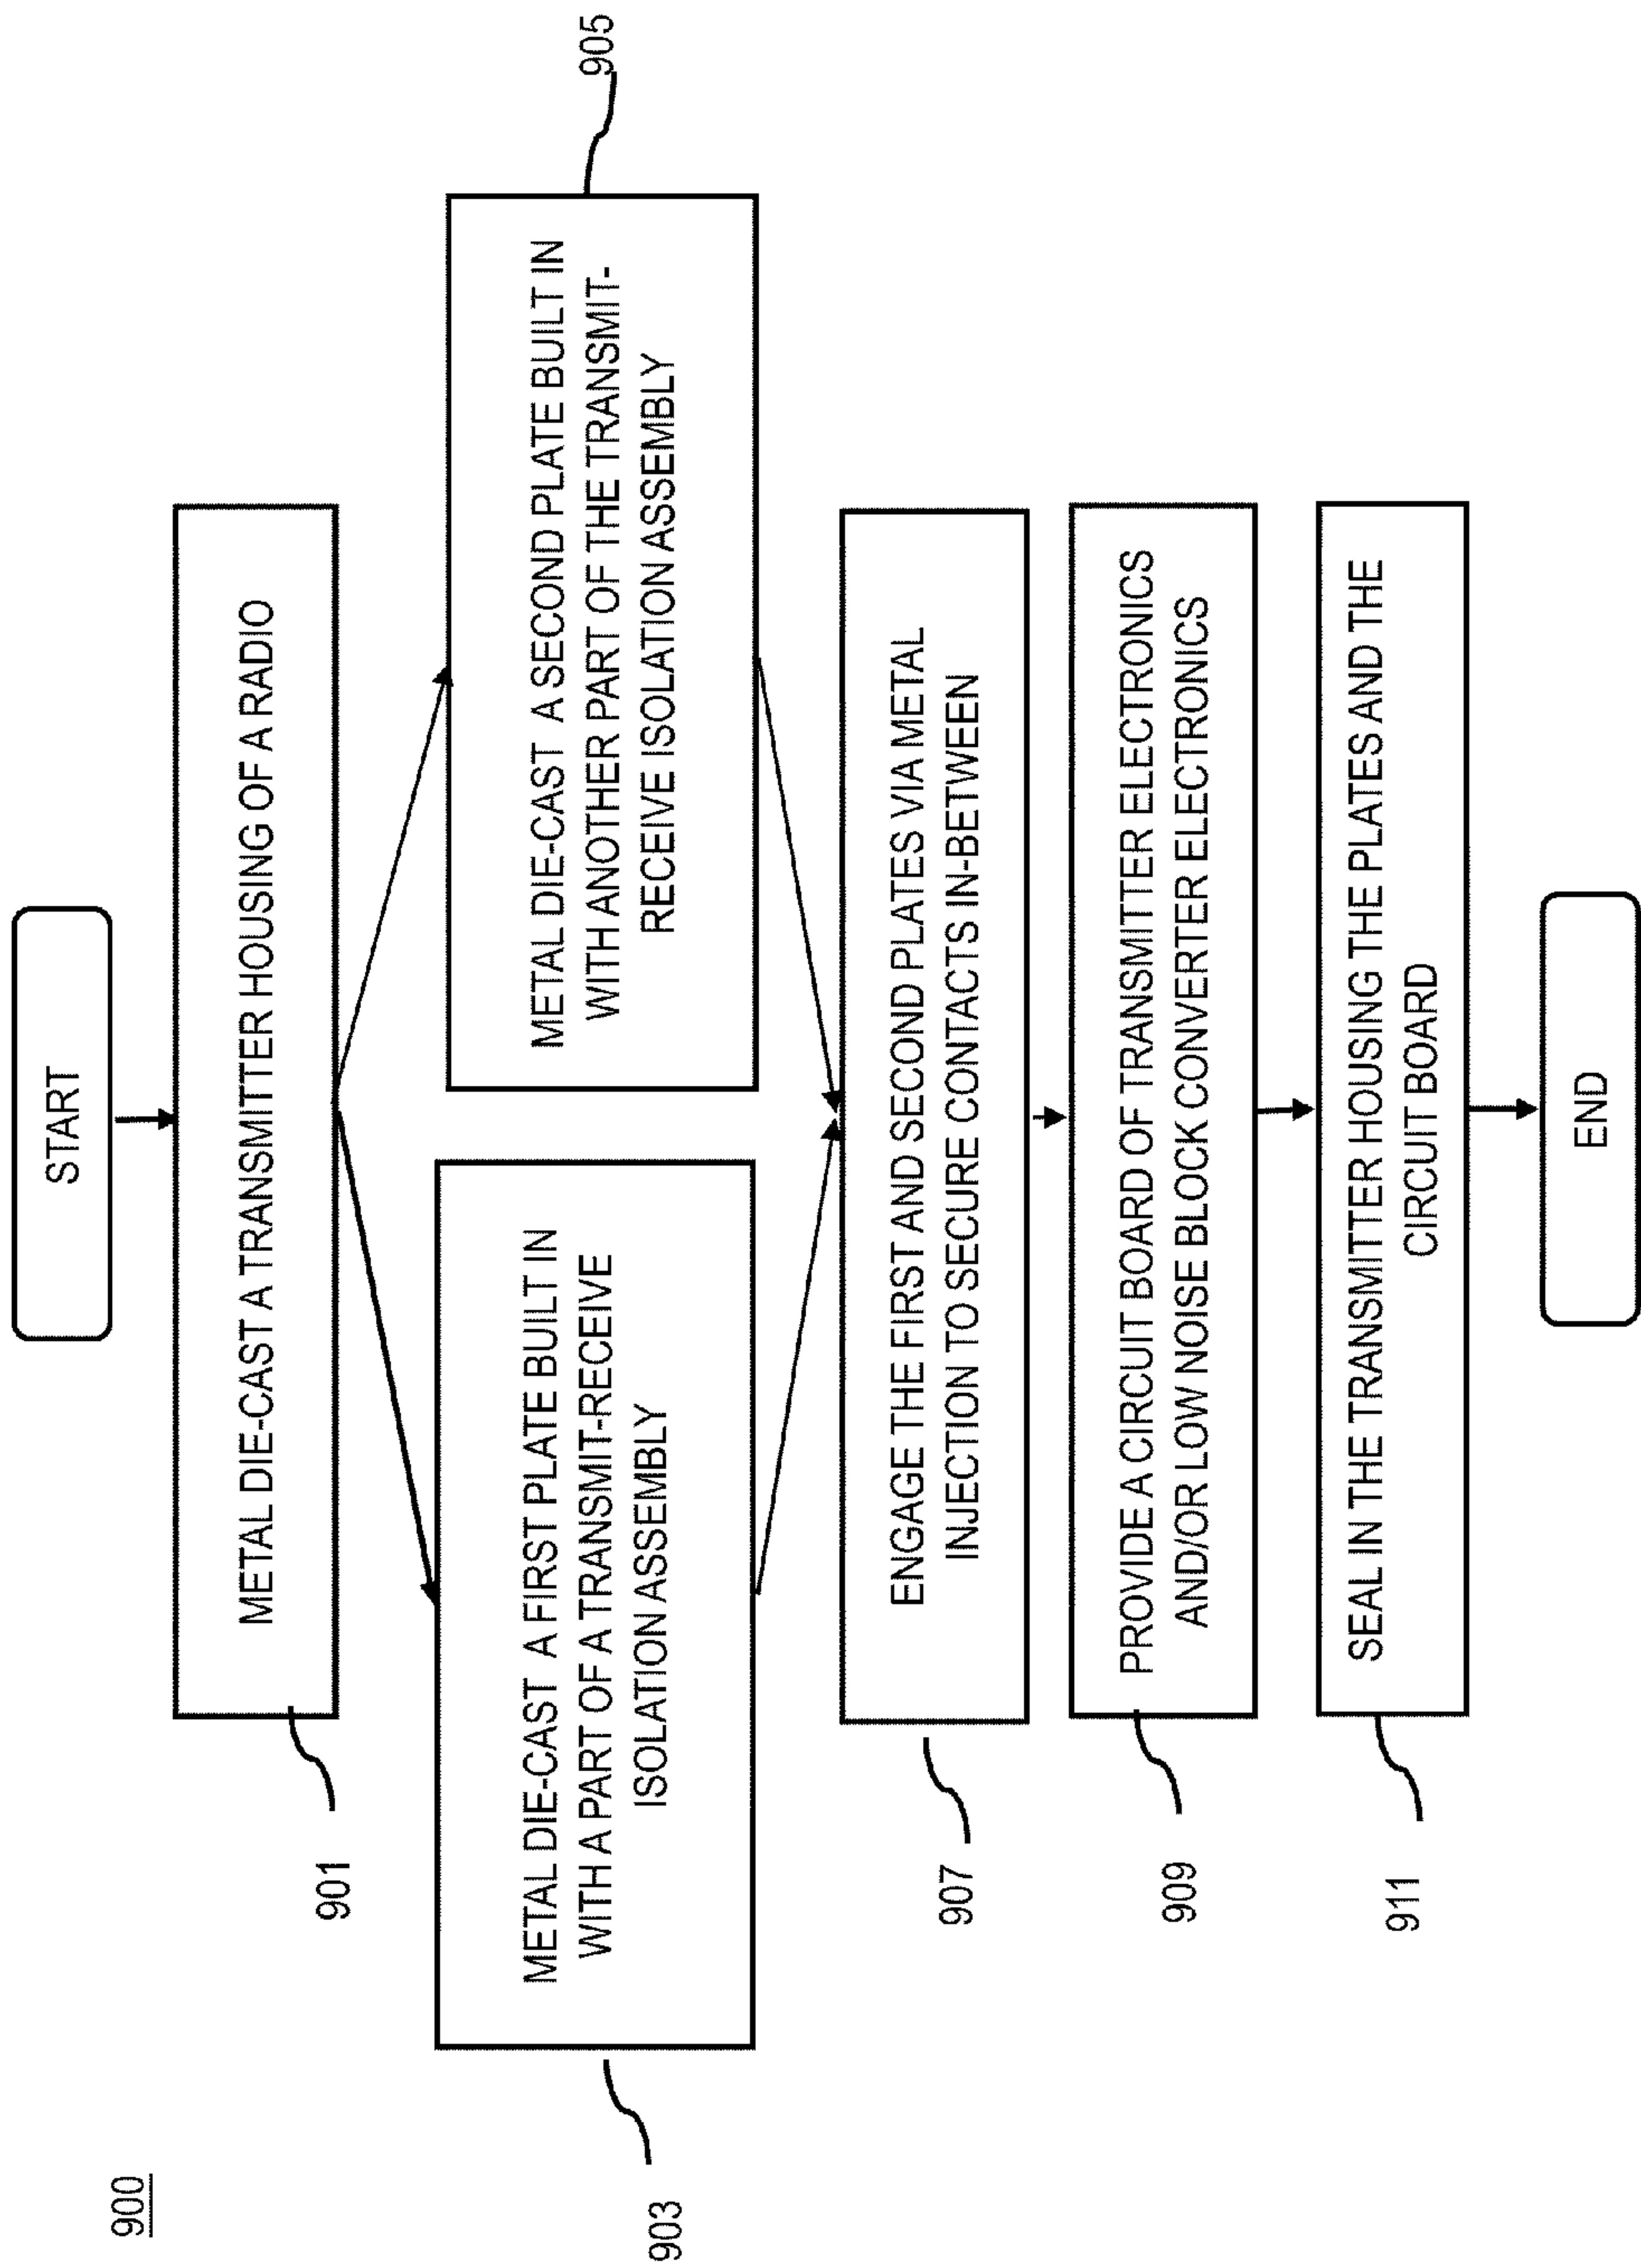 900
START
METAL DIE-CAST A TRANSMITTER HOUSING OF A RADIO
901
METAL DIE-CAST A FIRST PLATE BUILT IN
WITH A PART OF A TRANSMIT-RECEIVE
ISOLATION ASSEMBLY
903
METAL DIE-CAST A SECOND PLATE BUILT IN
WITH ANOTHER PART OF THE TRANSMIT-
RECEIVE ISOLATION ASSEMBLY
905
ENGAGE THE FIRST AND SECOND PLATES VIA METAL
INJECTION TO SECURE CONTACTS IN-BETWEEN
907
PROVIDE A CIRCUIT BOARD OF TRANSMITTER ELECTRONICS
AND/OR LOW NOISE BLOCK CONVERTER ELECTRONICS
909
SEAL IN THE TRANSMITTER HOUSING THE PLATES AND THE
CIRCUIT BOARD
911
END